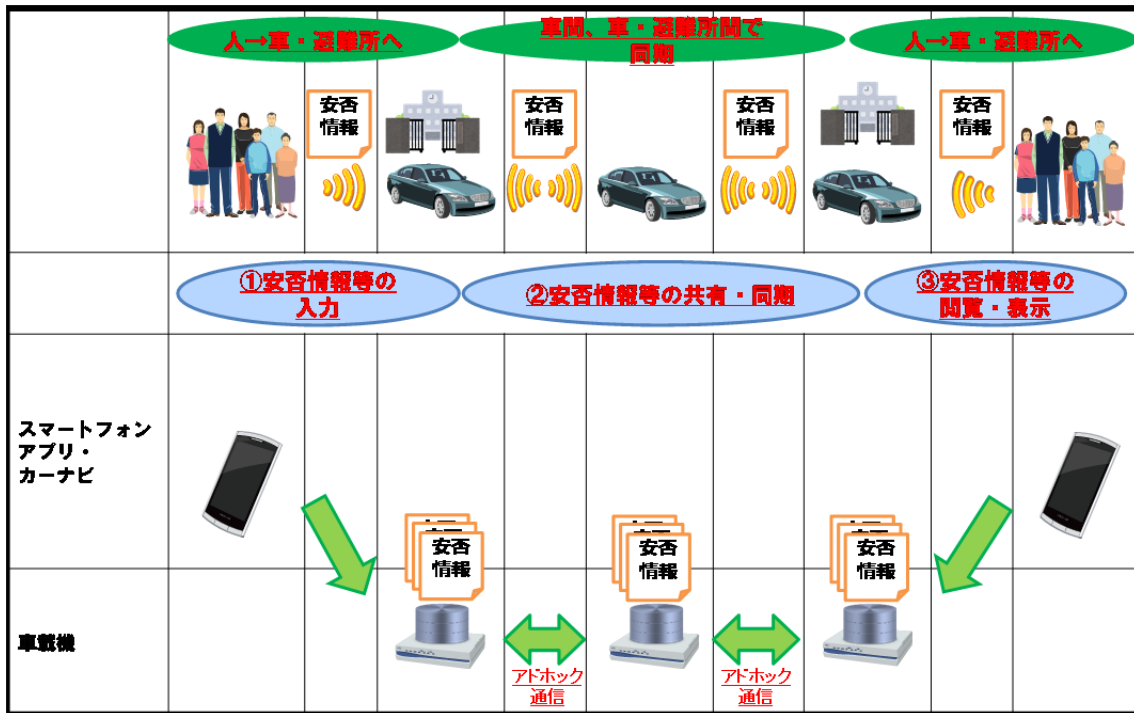 人→車・避難所へ
車間、車・避難所間で
同期
人→車・避難所へ
安否
情報
安否
情報
安否
情報
安否
情報
①安否情報等の
入力
②安否情報等の共有・同期
③安否情報等の
閲覧・表示
スマートフォン
アプリ・
カーナビ
安否
情報
安否
情報
安否
情報
車載機
アドホック
通信
アドホック
通信